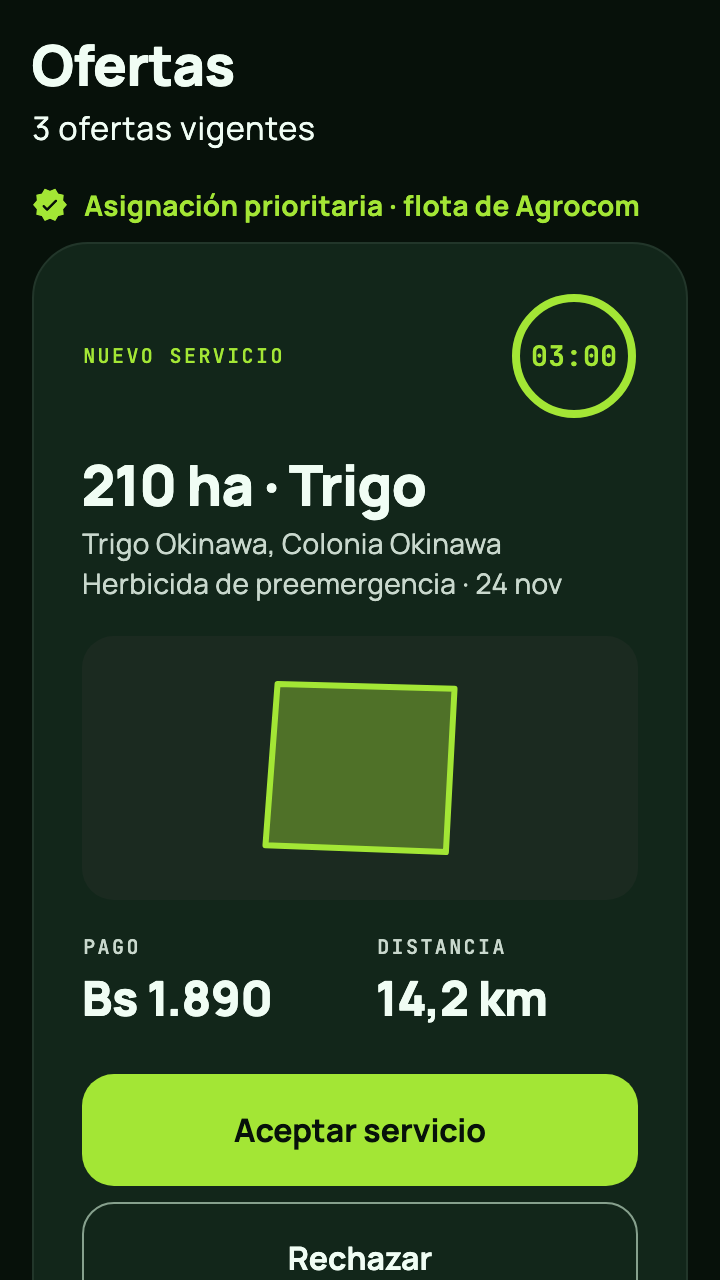 Ofertas
3 ofertas vigentes
Asignación prioritaria · flota de Agrocom
NUEVO SERVICIO
03:00
210 ha · Trigo
Trigo Okinawa, Colonia Okinawa
Herbicida de preemergencia · 24 nov
PAGO
DISTANCIA
Bs 1.890
14,2 km
Aceptar servicio
Rechazar